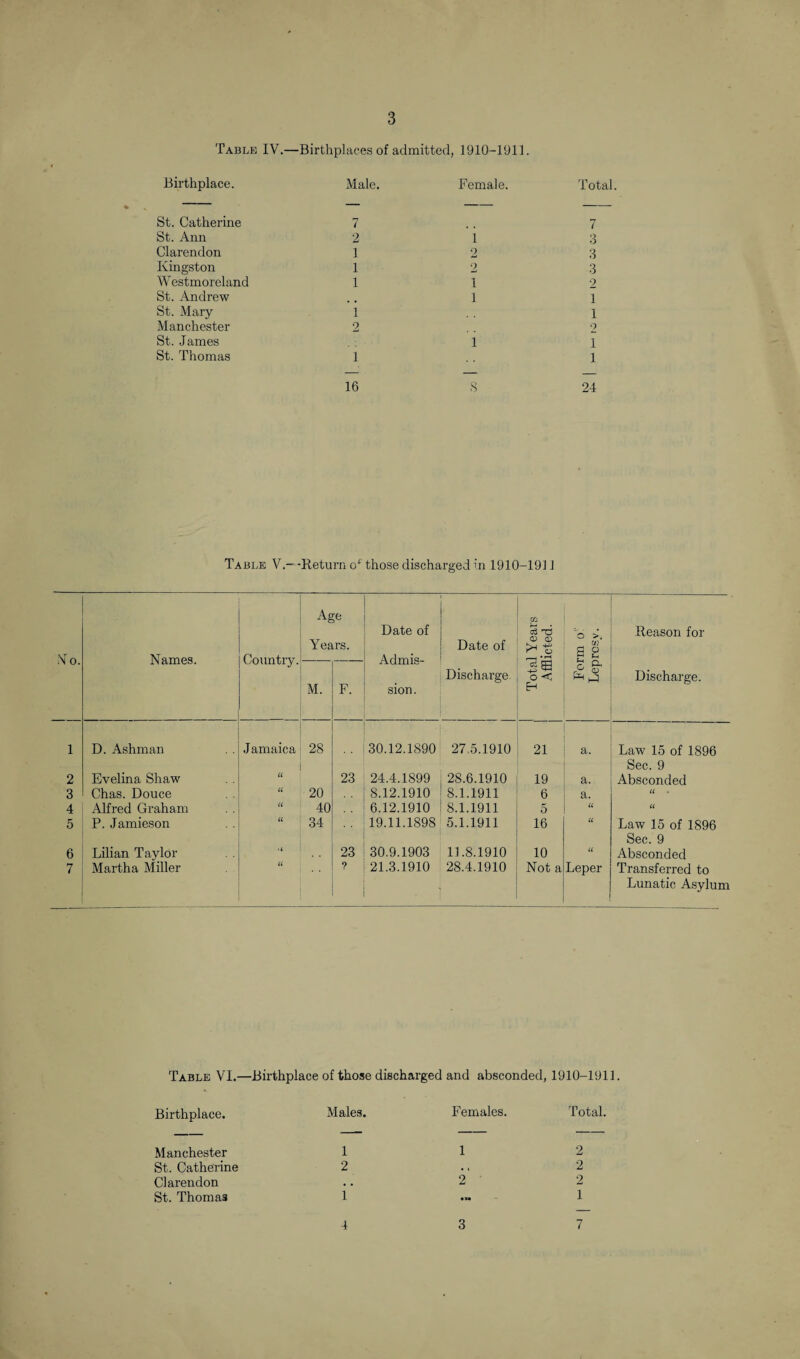 3
Table IV.—Birthplaces of admitted, 1910-1911.
Birthplace. Male. Female. Total.
St. Catherine 7 . . 7
St. Ann 2 1 3
Clarendon 1 2 3
Kingston 1 2 3
Westmoreland 1 1 2
St. Andrew . . 1 1
St. Mary 1 . . 1
Manchester 2 . . 2
St. James . . 1 1
St. Thomas 1 . . 1
16 8 24
Table V.--Return of those discharged in 1910-1911
No. Names. Country. Age Years. M. F. Date of Admission. Date of Discharge Total Years Afflicted. Form of Leprosy. Reason for Discharge.
1 D. Ashman . . Jamaica 28 . . 30.12.1890 27.5.1910 21 a. Law 15 of 1896
Sec. 9
2 Evelina Shaw . . “ 23 24.4.1899 28.6.1910 19 a. Absconded
3 Chas. Douce . . “ 20 . . 8.12.1910 8.1.1911 6 a. “
4 Alfred Graham . . “ 40 . . 6.12.1910 8.1.1911 5 “ “
5 P. Jamieson . . “ 34 . . 19.11.1898 5.1.1911 16 “ Law 15 of 1896
Sec. 9
6 Lilian Taylor . . “ . . 23 30.9.1903 11.8.1910 10 “ Absconded
7 Martha Miller . “ . . ? 21.3.1910 28.4.1910 Not a Leper Transferred to
Lunatic Asylum
Table VI.—Birthplace of those discharged and absconded, 1910-1911.
Birthplace. Males. Females. Total.
Manchester 1 1 2
St. Catherine 2 . . 2
Clarendon . . 2 2
St. Thomas 1 . . 1
4 3 7